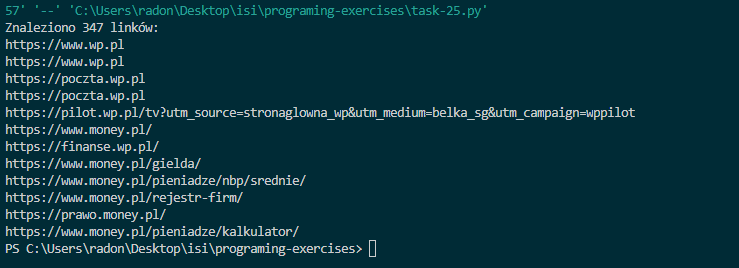 57' '--' 'C:\Users\radon\Desktop\isi\programing-exercises\task-25.py'
Znaleziono 347 linków:
https://www.wp.pl
https://www.wp.pl
https://poczta.wp.pl
https://poczta.wp.pl
https://pilot.wp.pl/tv?utm_source=stronaglowna_wp&utm_medium=belka_sg&utm_campaign=wppilot
https://www.money.pl/
https://finanse.wp.pl/
https://www.money.pl/gielda/
https://www.money.pl/pieniadze/nbp/srednie/
https://www.money.pl/rejestr-firm/
https://prawo.money.pl/
https://www.money.pl/pieniadze/kalkulator/
PS C:\Users\radon\Desktop\isi\programing-exercises>